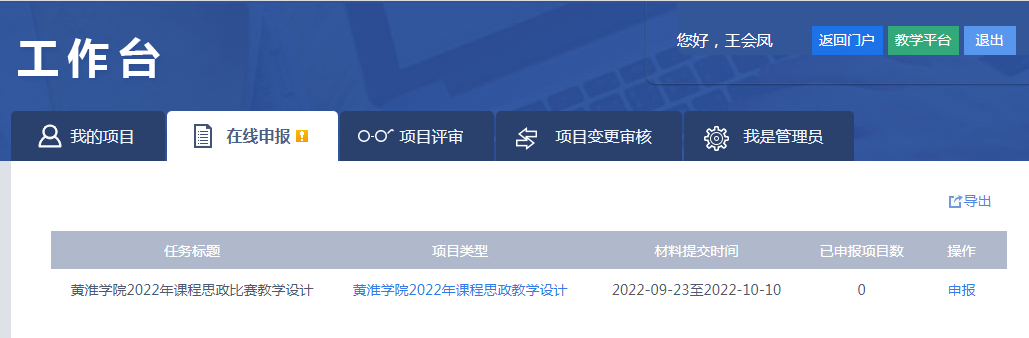 工作台
您好，王会凤 返回门户 教学平台 退出
我的项目 在线申报 项目评审 项目变更审核 我是管理员
导出
任务标题 项目类型 材料提交时间 已申报项目数 操作
黄淮学院2022年课程思政比赛教学设计 黄淮学院2022年课程思政教学设计 2022-09-23至2022-10-10 0 申报